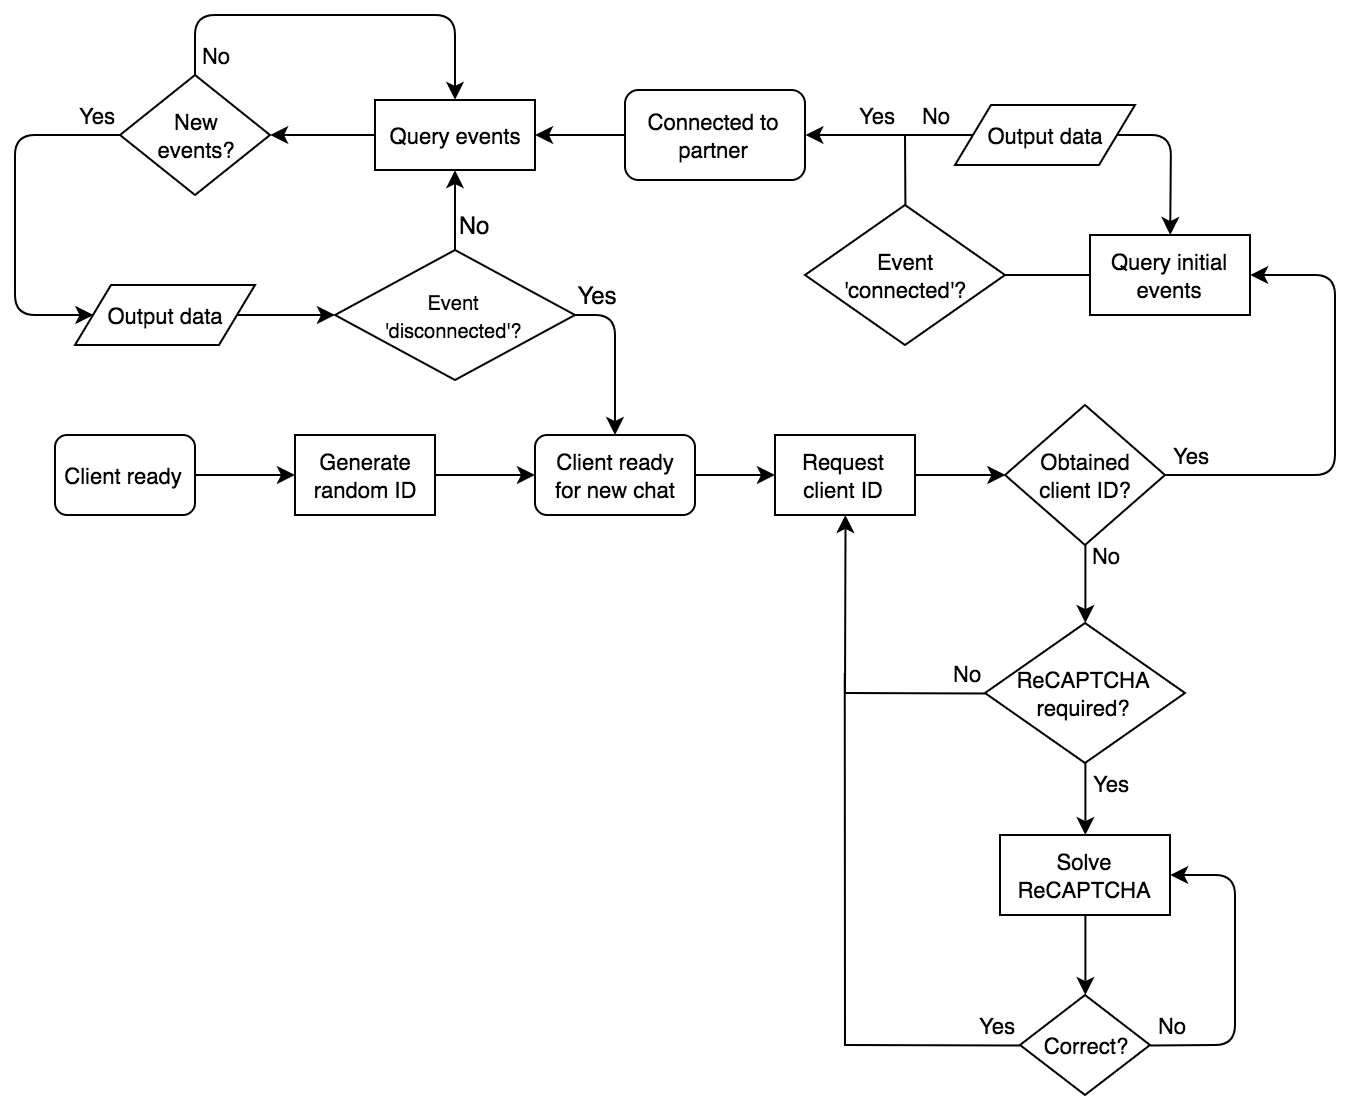 No
Yes
New
events?
Query events
Connected to
partner
Yes
No
Output data
No
Event
'connected'?
Query initial
events
Output data
Event
'disconnected'?
Yes
Client ready
Generate
random ID
Client ready
for new chat
Request
client ID
Obtained
client ID?
Yes
No
No
ReCAPTCHA
required?
Yes
Solve
ReCAPTCHA
Yes
Correct?
No